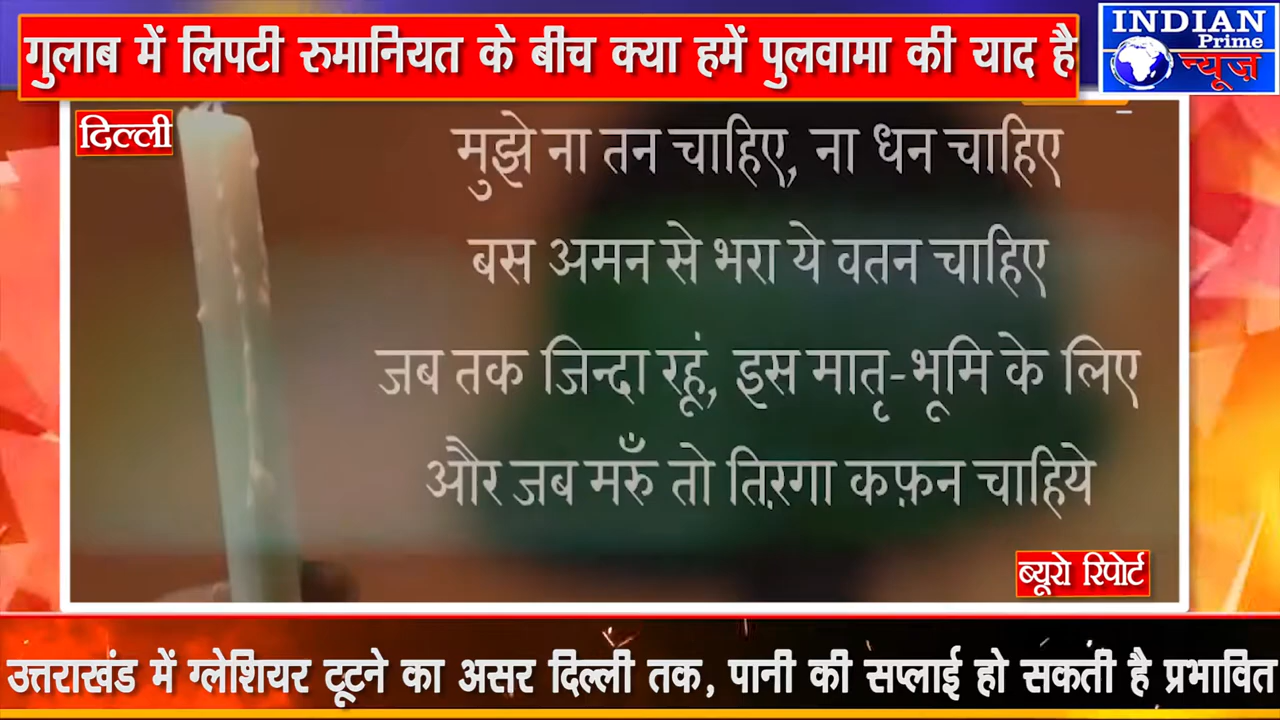 गुलाब में लिपटी रुमानियत के बीच क्या हमें पुलवामा की याद है
INDIAN
Prime
न्यूज़
दिल्ली
मुझे ना तन चाहिए, ना धन चाहिए
बस अमन से भरा ये वतन चाहिए
जब तक जिन्दा रहूं, इस मातृ-भूमि के लिए
और जब मरुँ तो तिऱगा कफ़न चाहिये
ब्यूरो रिपोर्ट
उत्तराखंड में ग्लेशियर टूटने का असर दिल्ली तक, पानी की सप्लाई हो सकती है प्रभावित